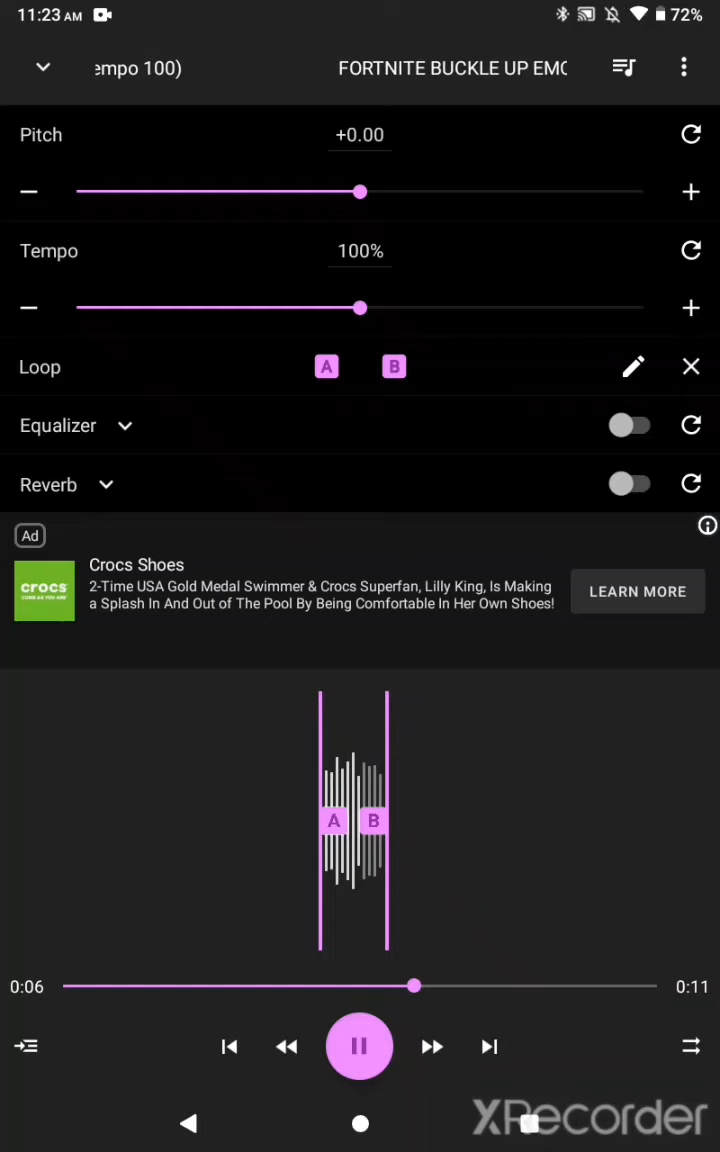 11:23 AM
72%
empo 100)
FORTNITE BUCKLE UP EMO
Pitch
+0.00
Tempo
100%
Loop
A
B
Equalizer
Reverb
Ad
Crocs Shoes
2-Time USA Gold Medal Swimmer & Crocs Superfan, Lilly King, Is Making
a Splash In And Out of The Pool By Being Comfortable In Her Own Shoes!
LEARN MORE
crocs
COME AS YOU ARE
A
B
0:06
0:11
XRecorder